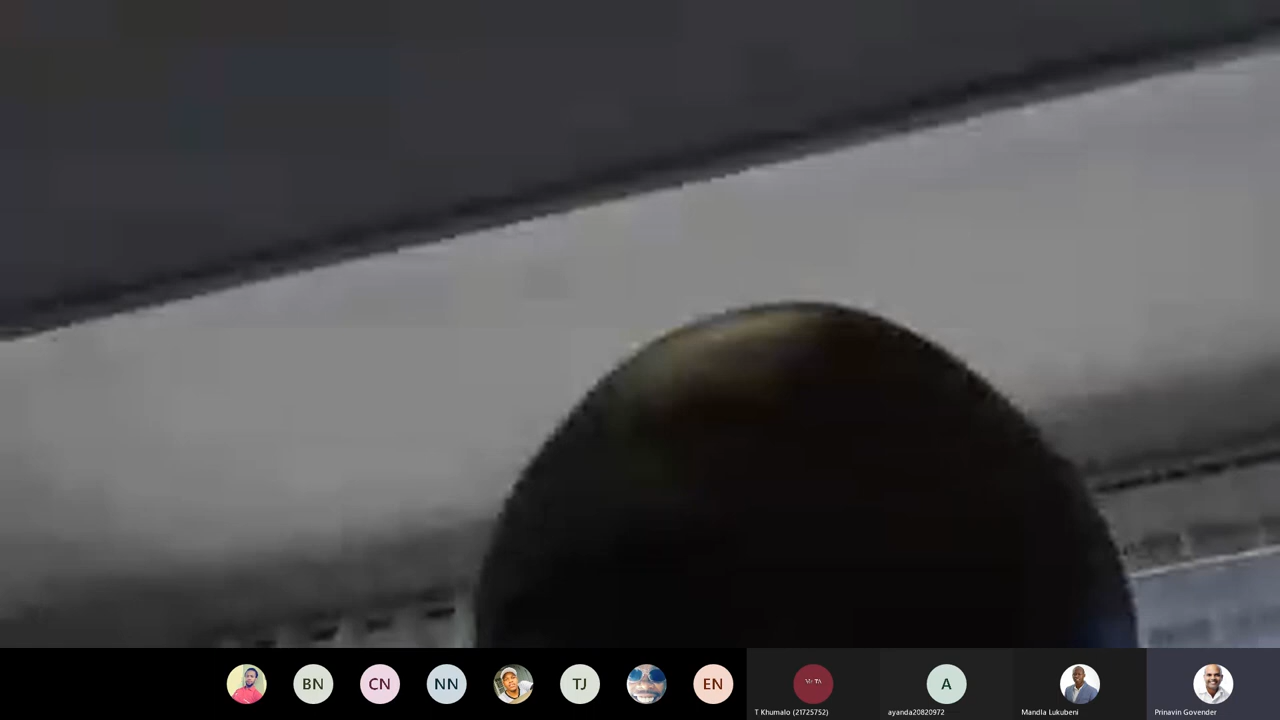 BN
CN
NN
TJ
EN
T Khumalo (21725752)
A
ayanda20820972
Mandla Lukubeni
Prinavin Govender